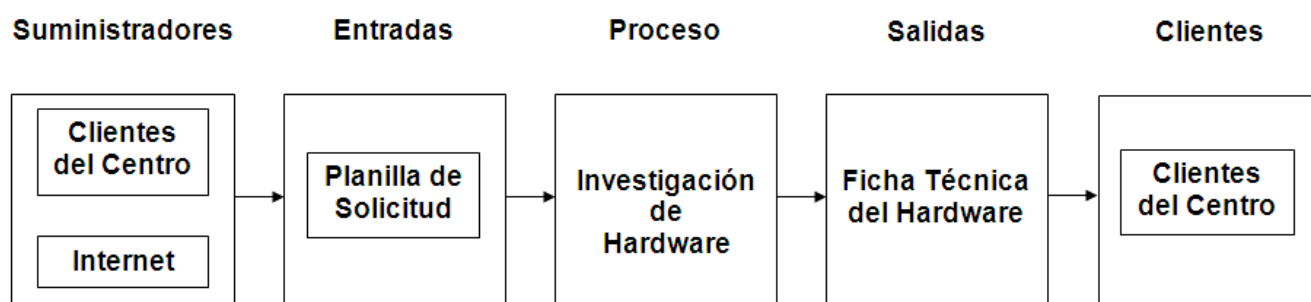 Suministradores Entradas Proceso Salidas Clientes
Clientes
del Centro
Internet
Planilla de
Solicitud
Investigación
de
Hardware
Ficha Técnica
del Hardware
Clientes
del Centro